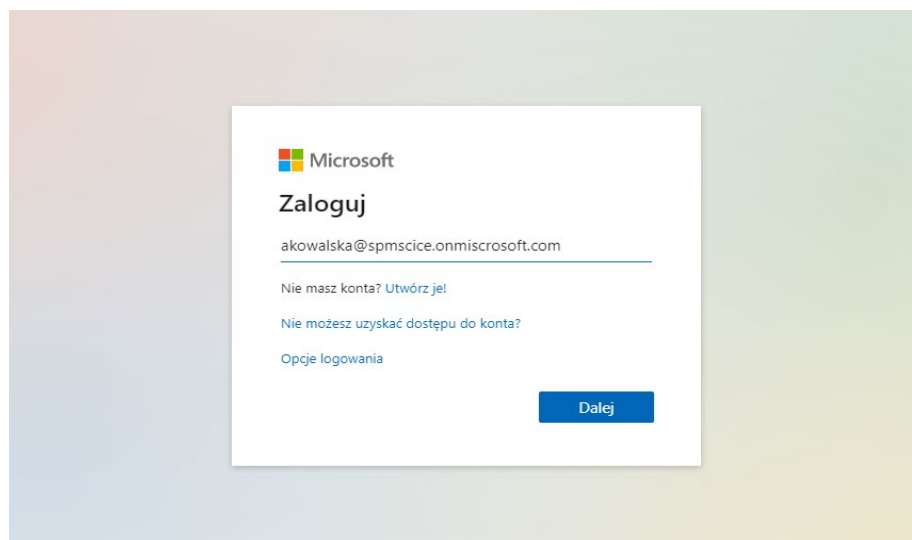 Microsoft
Zaloguj
akowalska@spmscice.onmiscrosoft.com
Nie masz konta? Utwórz je!
Nie możesz uzyskać dostępu do konta?
Opcje logowania
Dalej